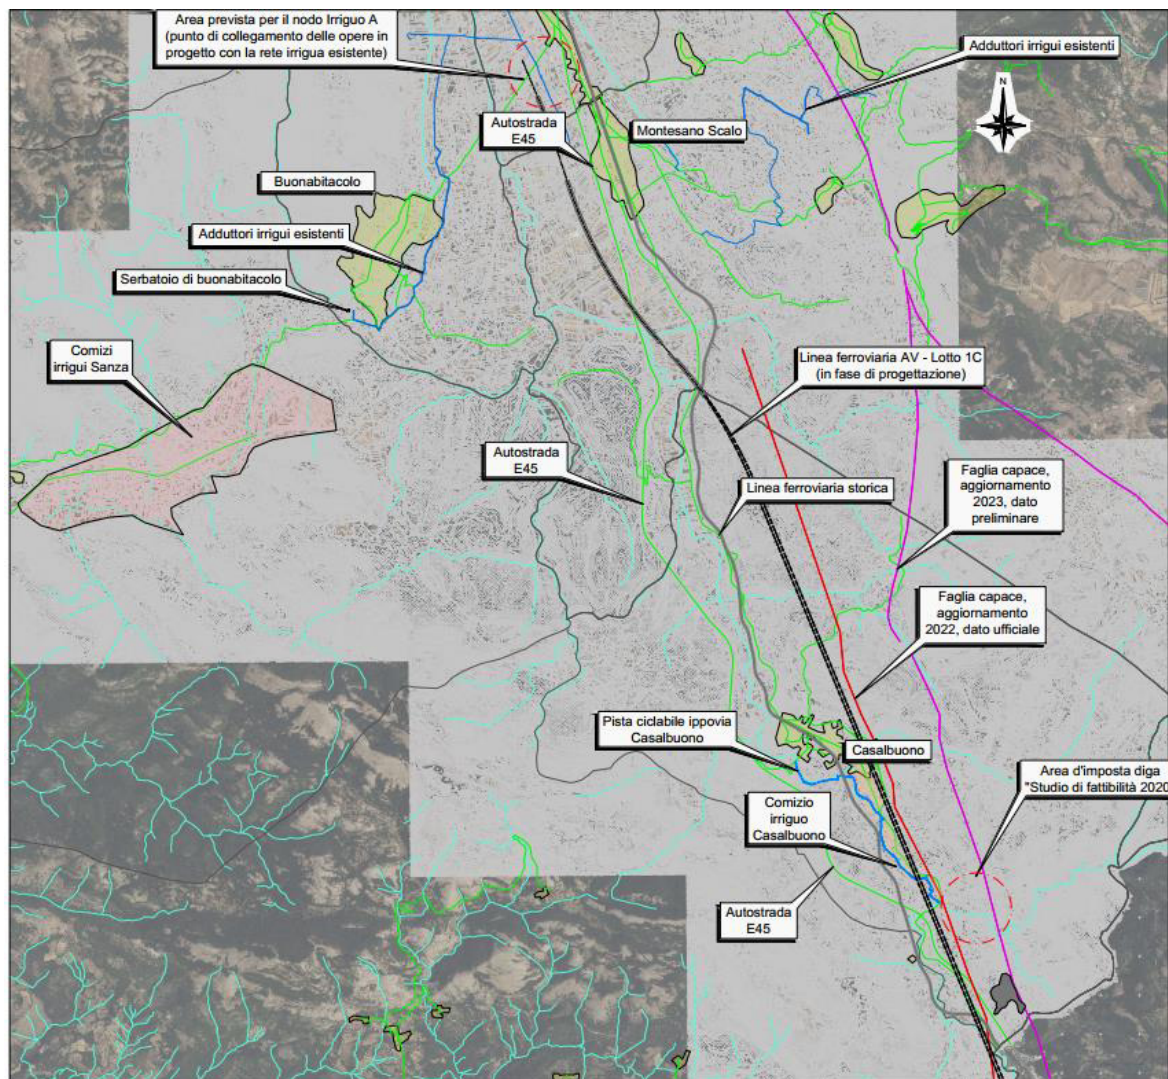 Area prevista per il nodo Irriguo A
(punto di collegamento delle opere in
progetto con la rete irrigua esistente)
Adduttori irrigui esistenti
N
Autostrada
E45
Montesano Scalo
Buonabitacolo
Adduttori irrigui esistenti
Serbatoio di buonabitacolo
Comizi
irrigui Sanza
Linea ferroviaria AV - Lotto 1C
(in fase di progettazione)
Autostrada
E45
Faglia capace,
aggiornamento
2023, dato
preliminare
Linea ferroviaria storica
Faglia capace,
aggiornamento
2022, dato ufficiale
Pista ciclabile ippovia
Casalbuono
Casalbuono
Area d'imposta diga
"Studio di fattibilità 2020
Comizio
irriguo
Casalbuono
Autostrada
E45